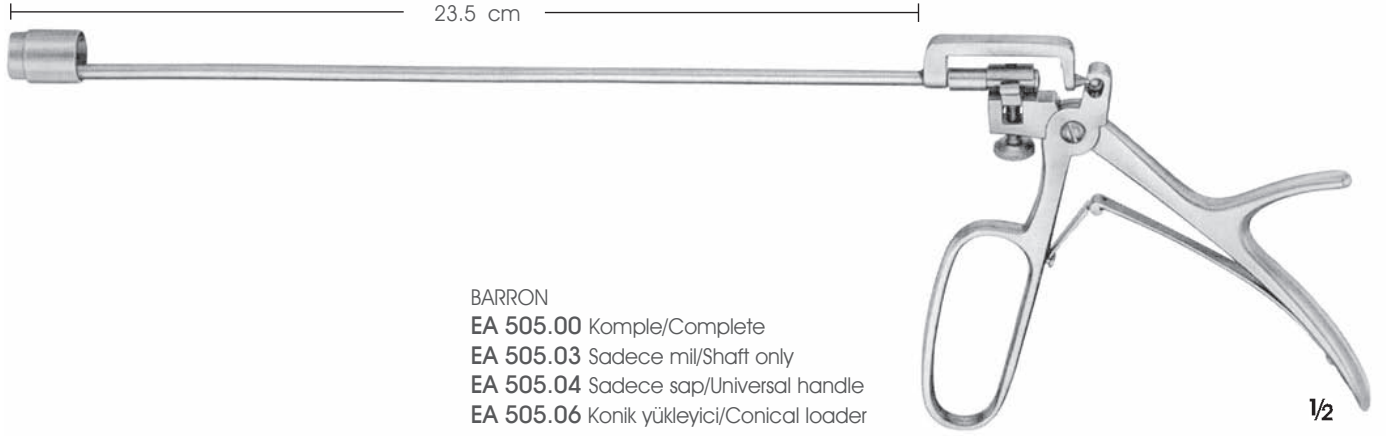 23.5 cm
BARRON
EA 505.00 Komple/Complete
EA 505.03 Sadece mil/Shaft only
EA 505.04 Sadece sap/Universal handle
EA 505.06 Konik yükleyici/Conical loader
1/2